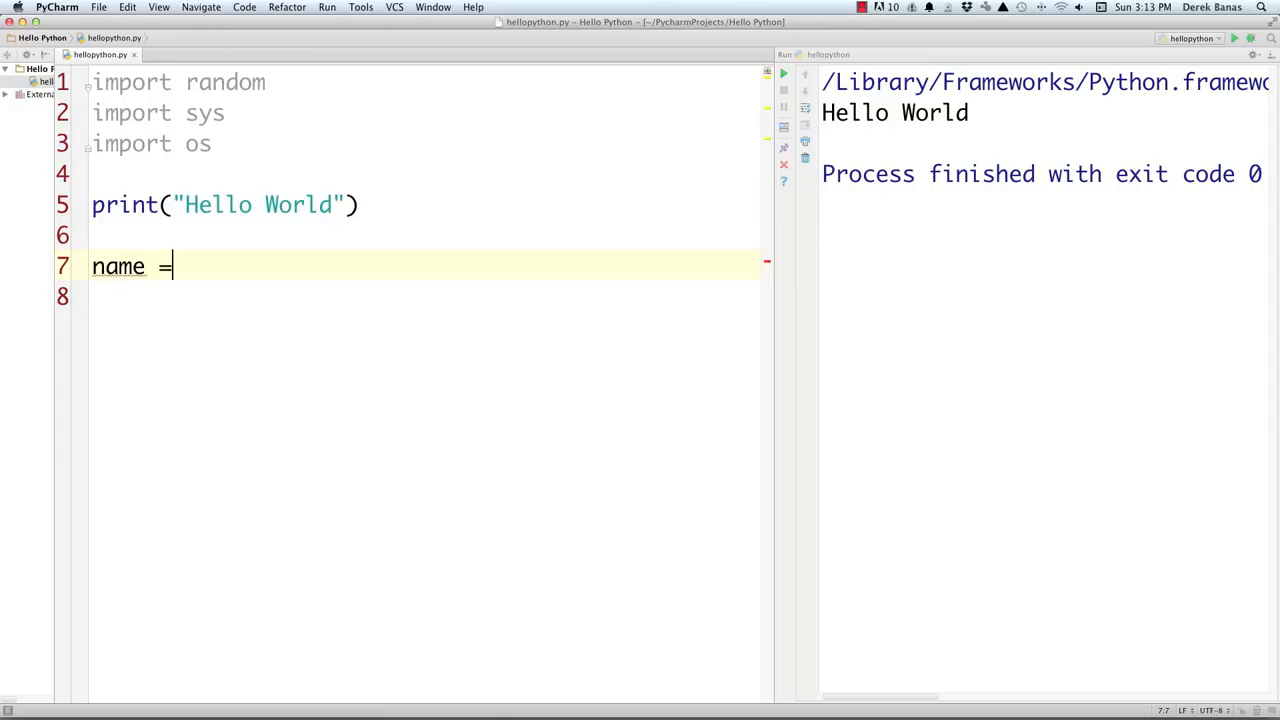 PyCharm File Edit View Navigate Code Refactor Run Tools VCS Window Help 10 Sun 3:13 PM Derek Banas
hellopython.py – Hello Python – [~/PycharmProjects/Hello Python]
Hello Python hellopython.py hellopython
hellopython.py × Run hellopython
Hello P
hell
Externa
1 import random
2 import sys
3 import os
4
5 print("Hello World")
6
7 name =
8
/Library/Frameworks/Python.framewo
Hello World
Process finished with exit code 0
7:7 LF UTF-8